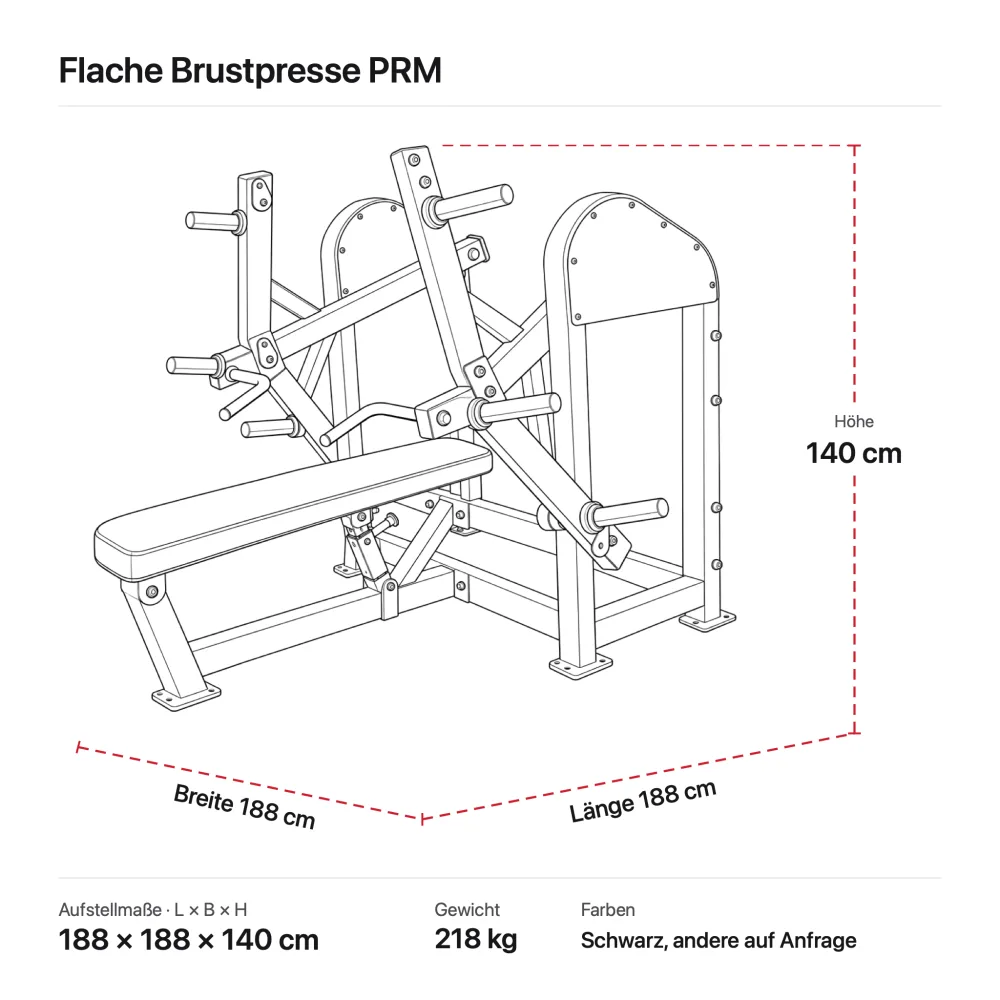 Flache Brustpresse PRM
Höhe
140 cm
Breite 188 cm
Länge 188 cm
Aufstellmaße · L × B × H
188 × 188 × 140 cm
Gewicht
218 kg
Farben
Schwarz, andere auf Anfrage